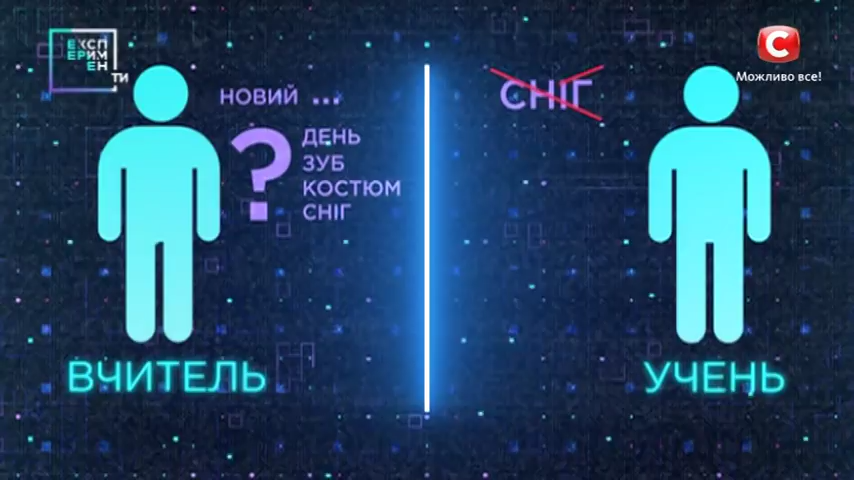 ЕКСП
ЕРИМ
ЕН
ТИ
С
Можливо все!
НОВИЙ ...
?
ДЕНЬ
ЗУБ
КОСТЮМ
СНІГ
СНІГ
ВЧИТЕЛЬ
УЧЕНЬ